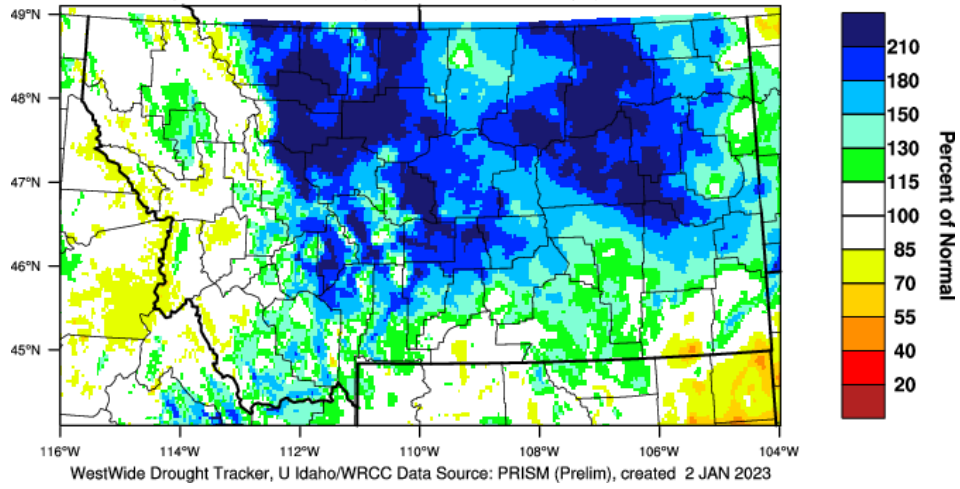 49°N
48°N
47°N
46°N
45°N
116°W 114°W 112°W 110°W 108°W 106°W 104°W
210
180
150
130
115
100
85
70
55
40
20
Percent of Normal
WestWide Drought Tracker, U Idaho/WRCC Data Source: PRISM (Prelim), created 2 JAN 2023